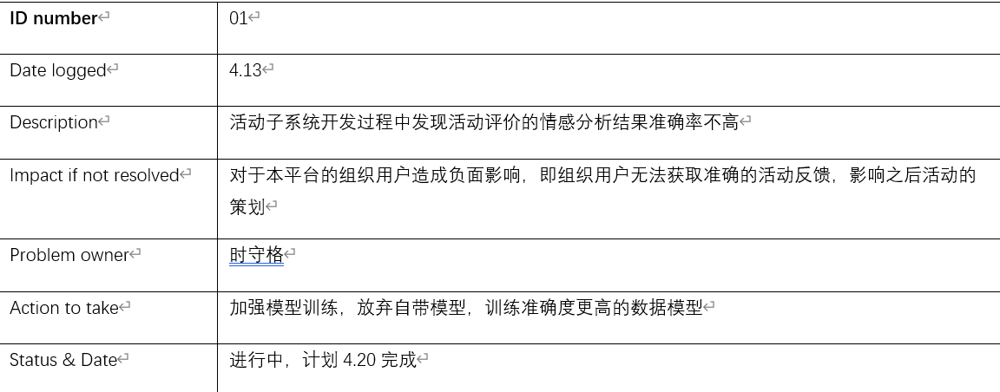 ID number 01
Date logged 4.13
Description 活动子系统开发过程中发现活动评价的情感分析结果准确率不高
Impact if not resolved 对于本平台的组织用户造成负面影响，即组织用户无法获取准确的活动反馈，影响之后活动的
策划
Problem owner 时守格
Action to take 加强模型训练，放弃自带模型，训练准确度更高的数据模型
Status & Date 进行中，计划 4.20 完成